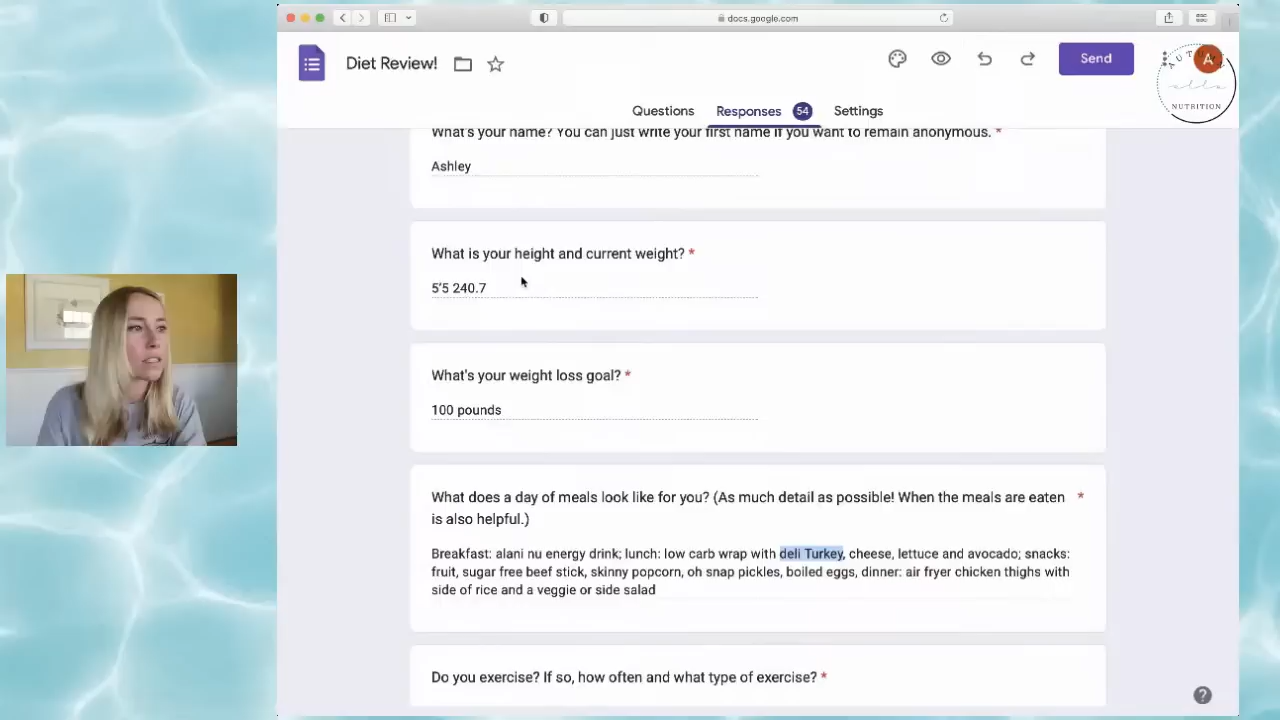 docs.google.com
Diet Review!
Send
A
AUTUMN
elle
NUTRITION
Questions
Responses
54
Settings
What's your name? You can just write your first name if you want to remain anonymous. *
Ashley
What is your height and current weight? *
5'5 240.7
What's your weight loss goal? *
100 pounds
What does a day of meals look like for you? (As much detail as possible! When the meals are eaten *
is also helpful.)
Breakfast: alani nu energy drink; lunch: low carb wrap with deli Turkey, cheese, lettuce and avocado; snacks:
fruit, sugar free beef stick, skinny popcorn, oh snap pickles, boiled eggs, dinner: air fryer chicken thighs with
side of rice and a veggie or side salad
Do you exercise? If so, how often and what type of exercise? *